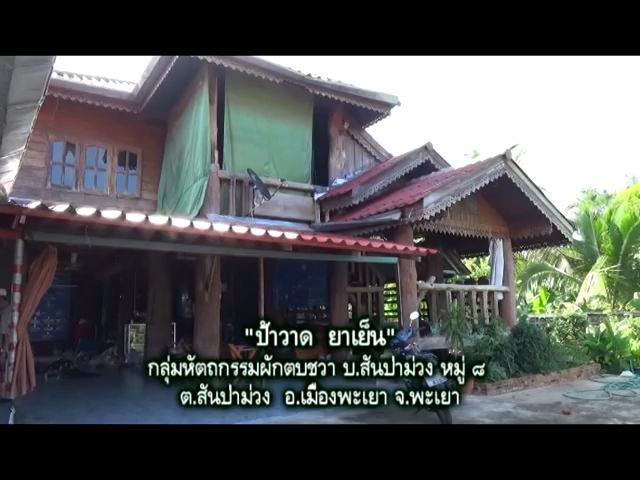 "ป้าวาด ยาเย็น"
กลุ่มหัตถกรรมผักตบชวา บ.สันป่าม่วง หมู่ ๘
ต.สันป่าม่วง อ.เมืองพะเยา จ.พะเยา